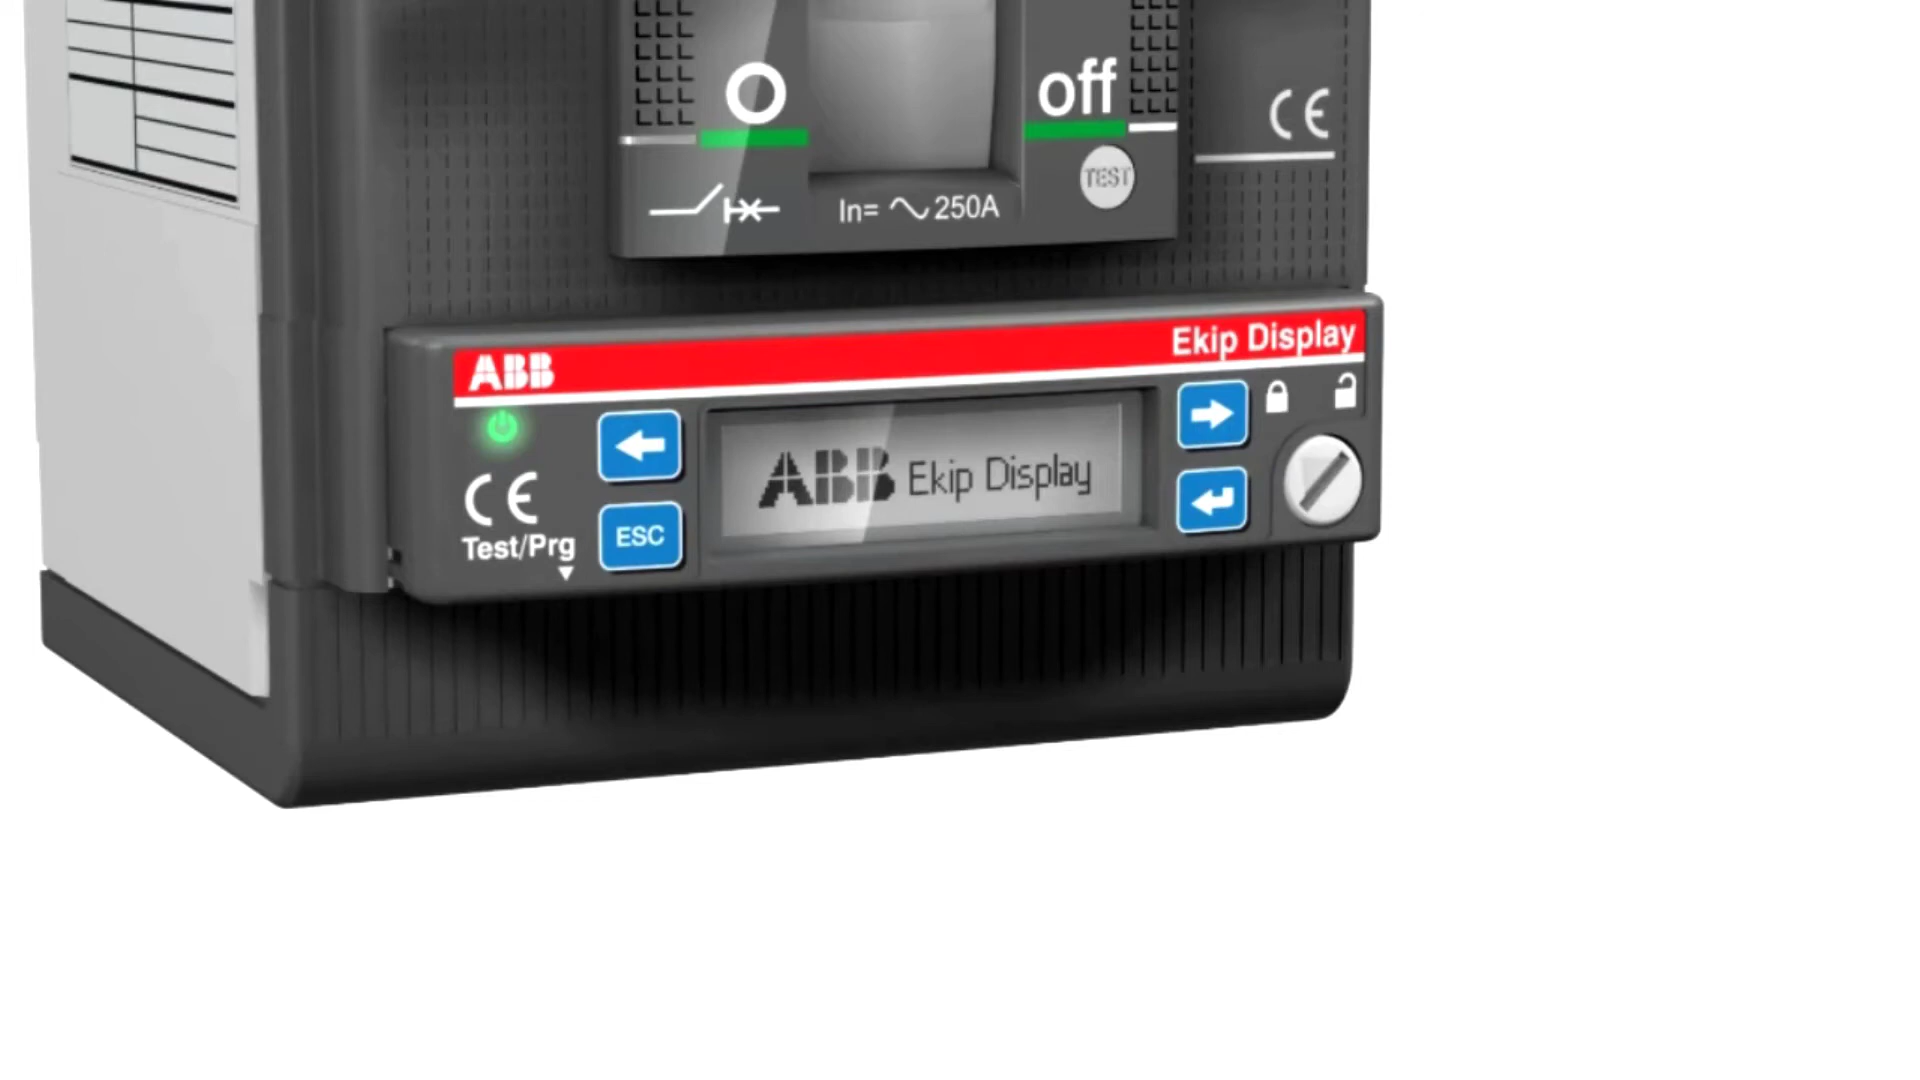 O off
CE
TEST
In= ~ 250A
Ekip Display
ABB
ABB Ekip Display
CE
Test/Prg
ESC